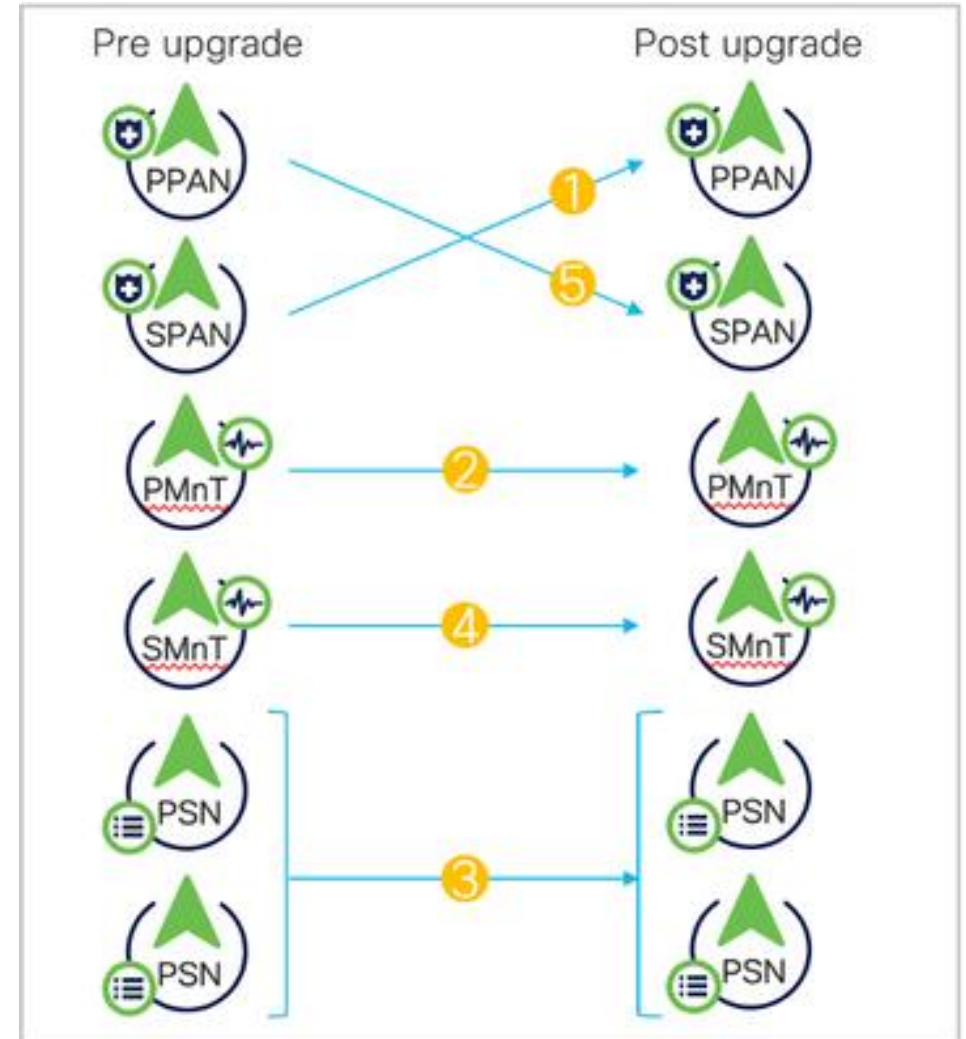 Pre upgrade Post upgrade
PPAN PPAN
1
5
SPAN SPAN
PMnT 2 PMnT
SMnT 4 SMnT
PSN PSN
3
PSN PSN